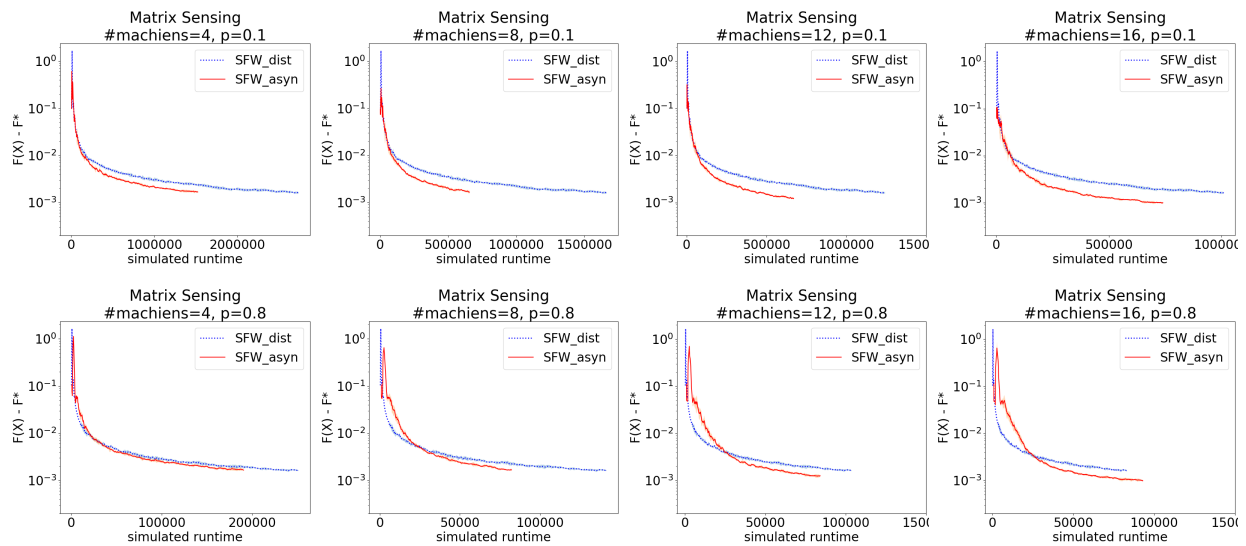 Matrix Sensing
#machiens=4, p=0.1
SFW_dist
SFW_asyn
F(X) - F*
10^0
10^-1
10^-2
10^-3
0 1000000 2000000
simulated runtime
Matrix Sensing
#machiens=8, p=0.1
SFW_dist
SFW_asyn
F(X) - F*
10^0
10^-1
10^-2
10^-3
0 500000 1000000 1500000
simulated runtime
Matrix Sensing
#machiens=12, p=0.1
SFW_dist
SFW_asyn
F(X) - F*
10^0
10^-1
10^-2
10^-3
0 500000 1000000 1500
simulated runtime
Matrix Sensing
#machiens=16, p=0.1
SFW_dist
SFW_asyn
F(X) - F*
10^0
10^-1
10^-2
10^-3
0 500000 100000
simulated runtime
Matrix Sensing
#machiens=4, p=0.8
SFW_dist
SFW_asyn
F(X) - F*
10^0
10^-1
10^-2
10^-3
0 100000 200000
simulated runtime
Matrix Sensing
#machiens=8, p=0.8
SFW_dist
SFW_asyn
F(X) - F*
10^0
10^-1
10^-2
10^-3
0 50000 100000
simulated runtime
Matrix Sensing
#machiens=12, p=0.8
SFW_dist
SFW_asyn
F(X) - F*
10^0
10^-1
10^-2
10^-3
0 50000 100000 1500
simulated runtime
Matrix Sensing
#machiens=16, p=0.8
SFW_dist
SFW_asyn
F(X) - F*
10^0
10^-1
10^-2
10^-3
0 50000 100000 1500
simulated runtime